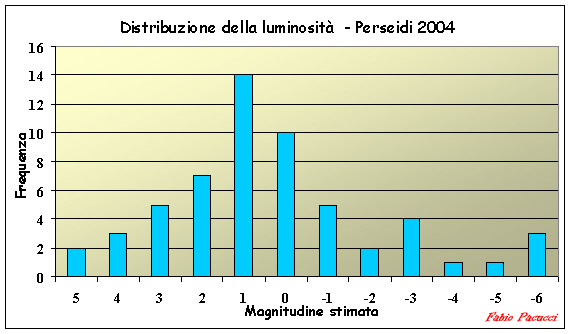 Distribuzione della luminosità - Perseidi 2004
Frequenza
16
14
12
10
8
6
4
2
0
5 4 3 2 1 0 -1 -2 -3 -4 -5 -6
Magnitudine stimata
Fabio Pacucci